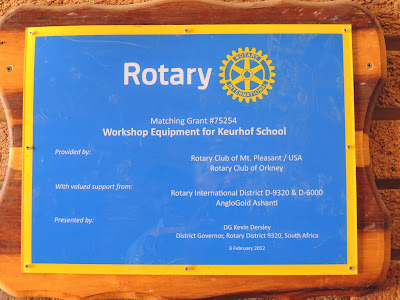 Rotary
ROTARY
INTERNATIONAL
Matching Grant #75254
Workshop Equipment for Keurhof School
Provided by:
Rotary Club of Mt. Pleasant / USA
Rotary Club of Orkney
With valued support from:
Rotary International District D-9320 & D-6000
AngloGold Ashanti
Presented by:
DG Kevin Dersley
District Governor, Rotary District 9320, South Africa
6 February 2012